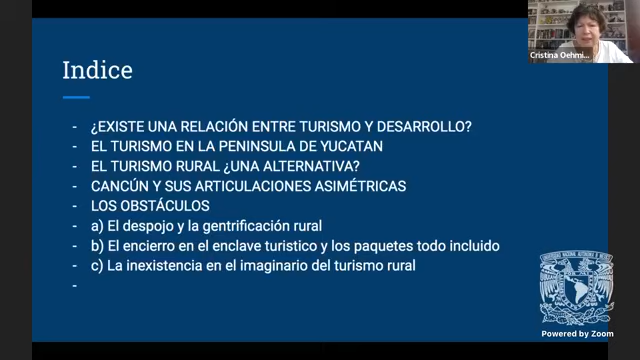 Cristina Oehmi...
Indice
- ¿EXISTE UNA RELACIÓN ENTRE TURISMO Y DESARROLLO?
- EL TURISMO EN LA PENINSULA DE YUCATAN
- EL TURISMO RURAL ¿UNA ALTERNATIVA?
- CANCÚN Y SUS ARTICULACIONES ASIMÉTRICAS
- LOS OBSTÁCULOS
- a) El despojo y la gentrificación rural
- b) El encierro en el enclave turistico y los paquetes todo incluido
- c) La inexistencia en el imaginario del turismo rural
-
Powered by Zoom